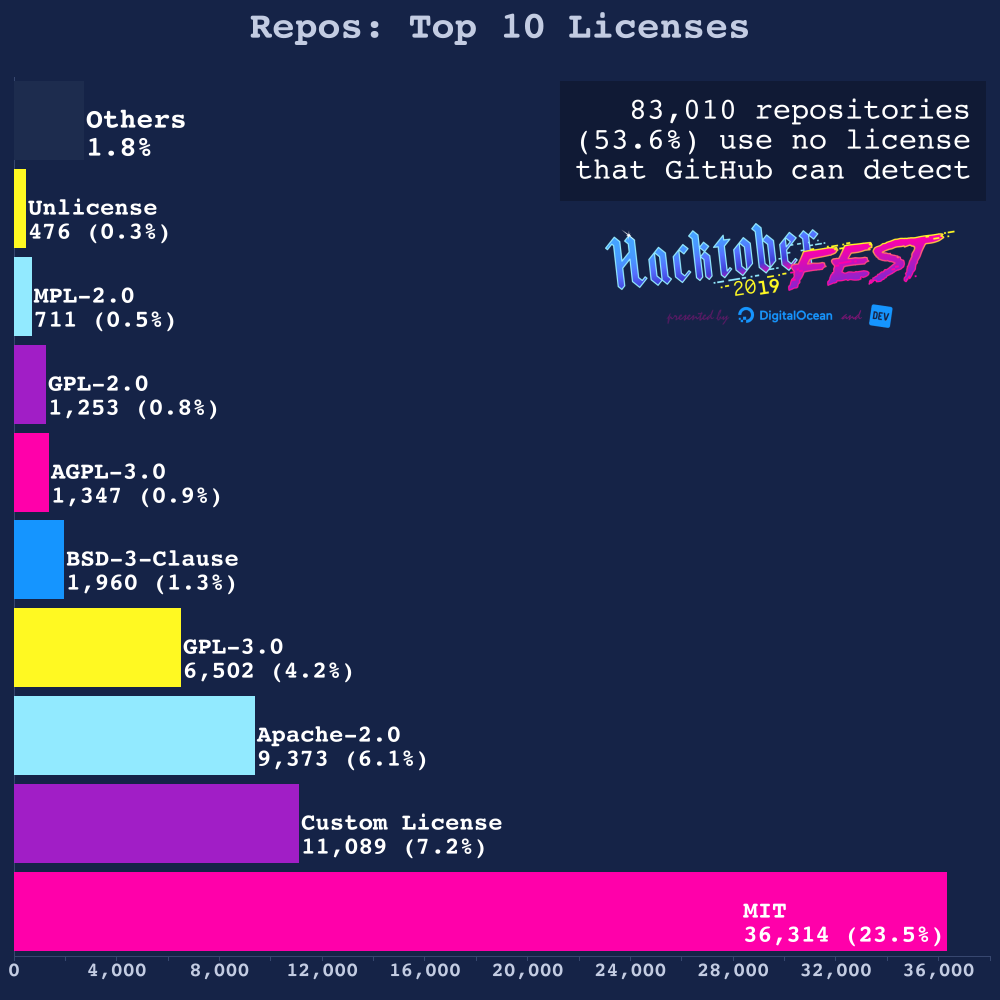 Repos: Top 10 Licenses
83,010 repositories
(53.6%) use no license
that GitHub can detect
Hacktober FEST
2019
presented by DigitalOcean and DEV
Others
1.8%
Unlicense
476 (0.3%)
MPL-2.0
711 (0.5%)
GPL-2.0
1,253 (0.8%)
AGPL-3.0
1,347 (0.9%)
BSD-3-Clause
1,960 (1.3%)
GPL-3.0
6,502 (4.2%)
Apache-2.0
9,373 (6.1%)
Custom License
11,089 (7.2%)
MIT
36,314 (23.5%)
0 4,000 8,000 12,000 16,000 20,000 24,000 28,000 32,000 36,000